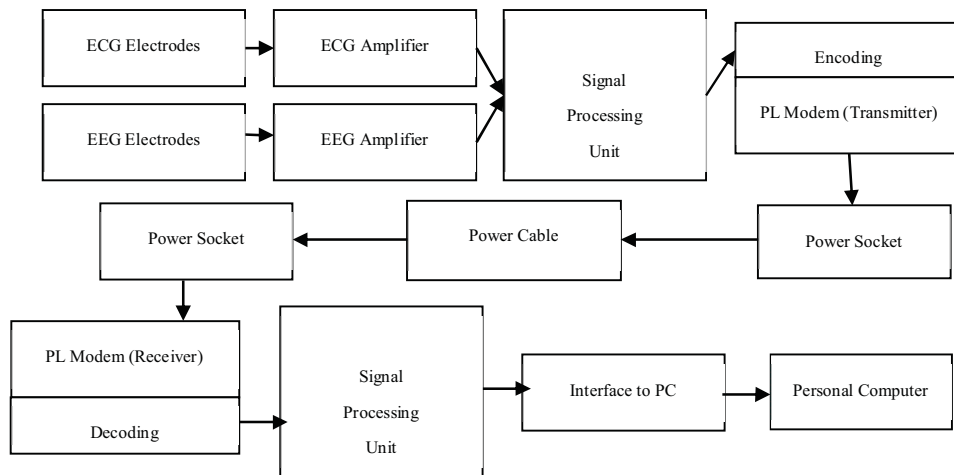 ECG Electrodes
ECG Amplifier
EEG Electrodes
EEG Amplifier
Signal
Processing
Unit
Encoding
PL Modem (Transmitter)
Power Socket
Power Cable
Power Socket
PL Modem (Receiver)
Decoding
Signal
Processing
Unit
Interface to PC
Personal Computer